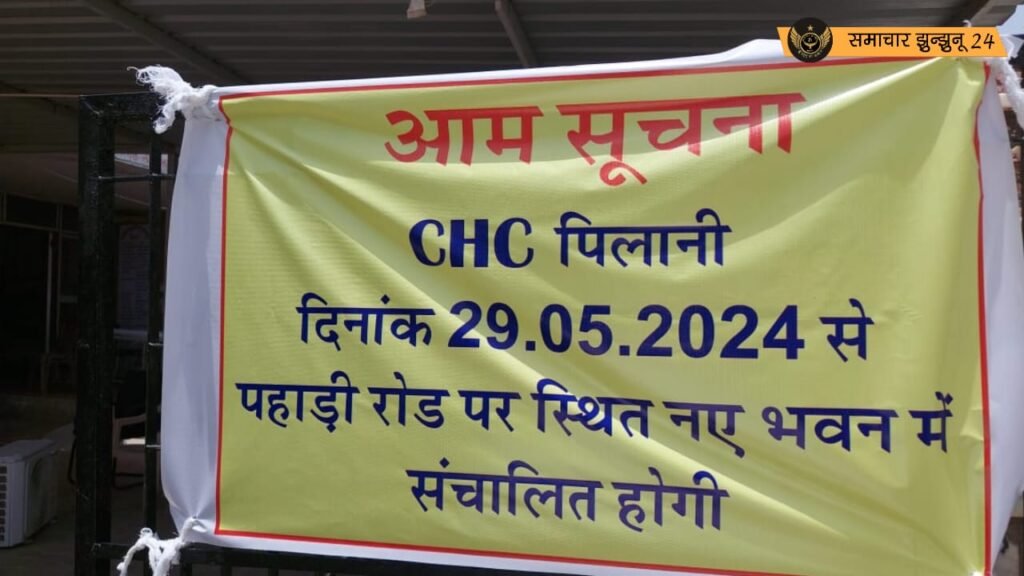 समाचार झुन्झुनू 24
आम सूचना
CHC पिलानी
दिनांक 29.05.2024 से
पहाड़ी रोड पर स्थित नए भवन में
संचालित होगी